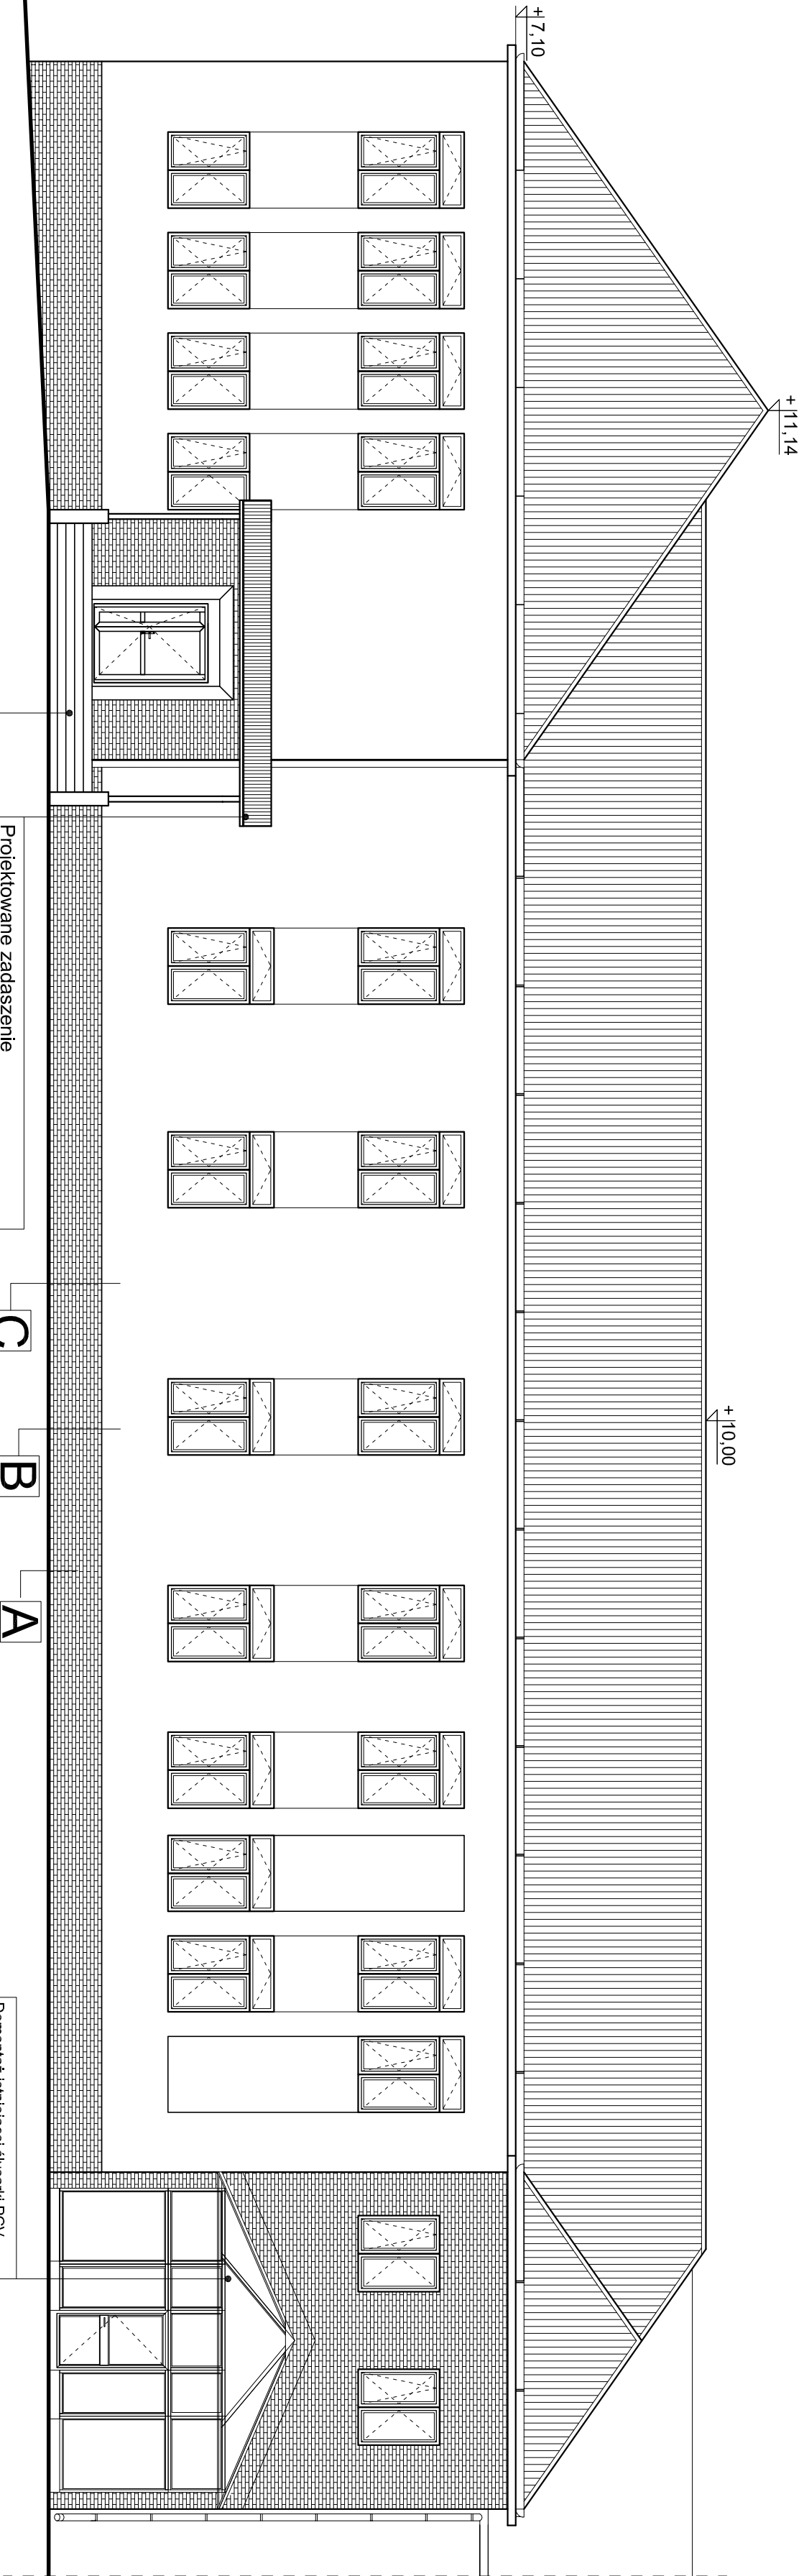 + 7,10
+ 11,14
+ 10,00
Projektowane zadaszenie
C
B
A